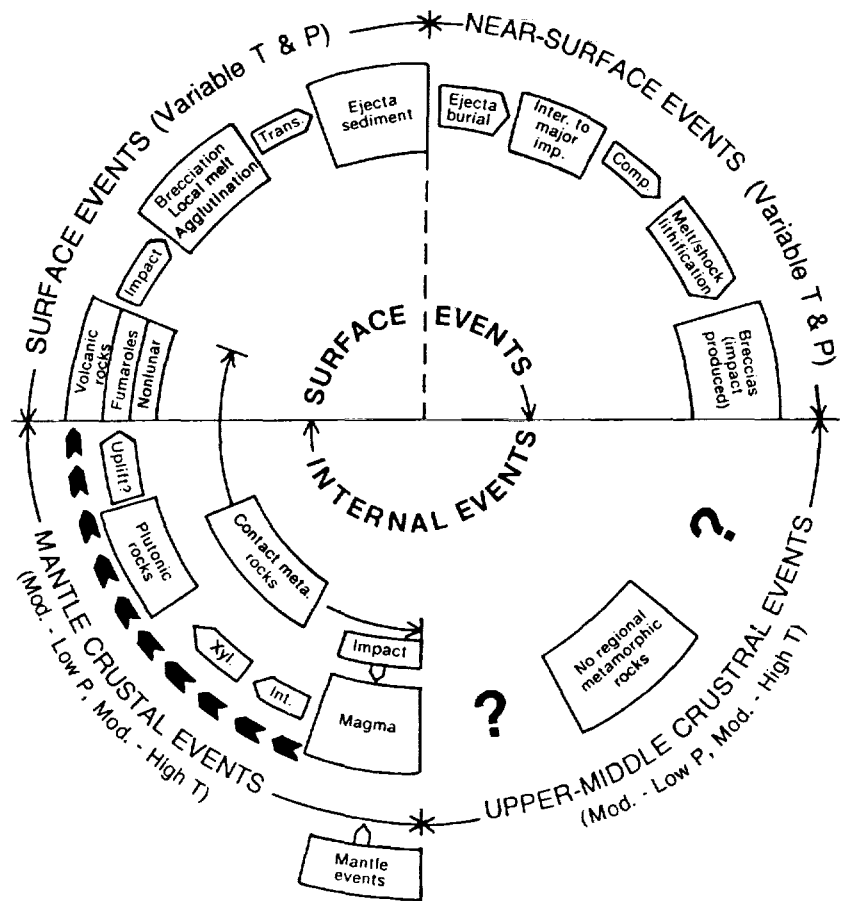 SURFACE EVENTS (Variable T & P)
NEAR-SURFACE EVENTS (Variable T & P)
Ejecta
sediment
Ejecta
burial
Inter. to
major
imp.
Trans.
Comp.
Brecciation
Local melt
Agglutination
Melt/shock
lithification
Impact
Volcanic
rocks
Fumaroles
Nonlunar
Breccias
(impact
produced)
SURFACE EVENTS
INTERNAL EVENTS
Uplift?
Plutonic
rocks
Contact meta.
rocks
?
No regional
metamorphic
rocks
Xyl.
Int.
Impact
Magma
?
MANTLE CRUSTAL EVENTS
(Mod. - Low P, Mod. - High T)
UPPER-MIDDLE CRUSTRAL EVENTS
(Mod. - Low P, Mod. - High T)
Mantle
events